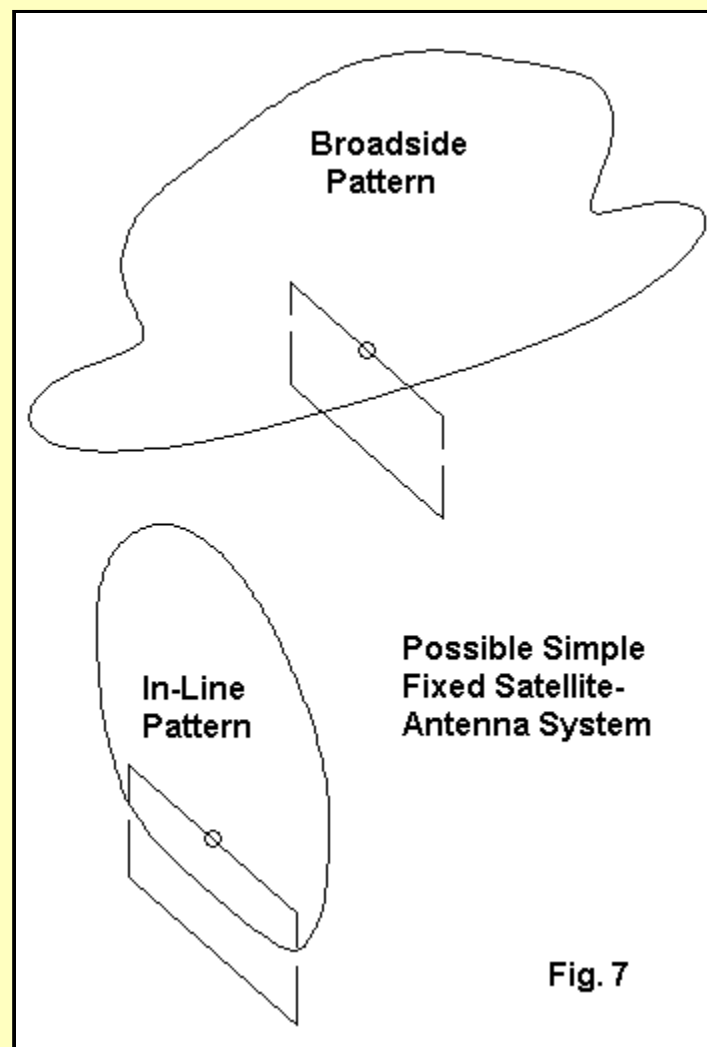 Broadside
Pattern
In-Line
Pattern
Possible Simple
Fixed Satellite-
Antenna System
Fig. 7